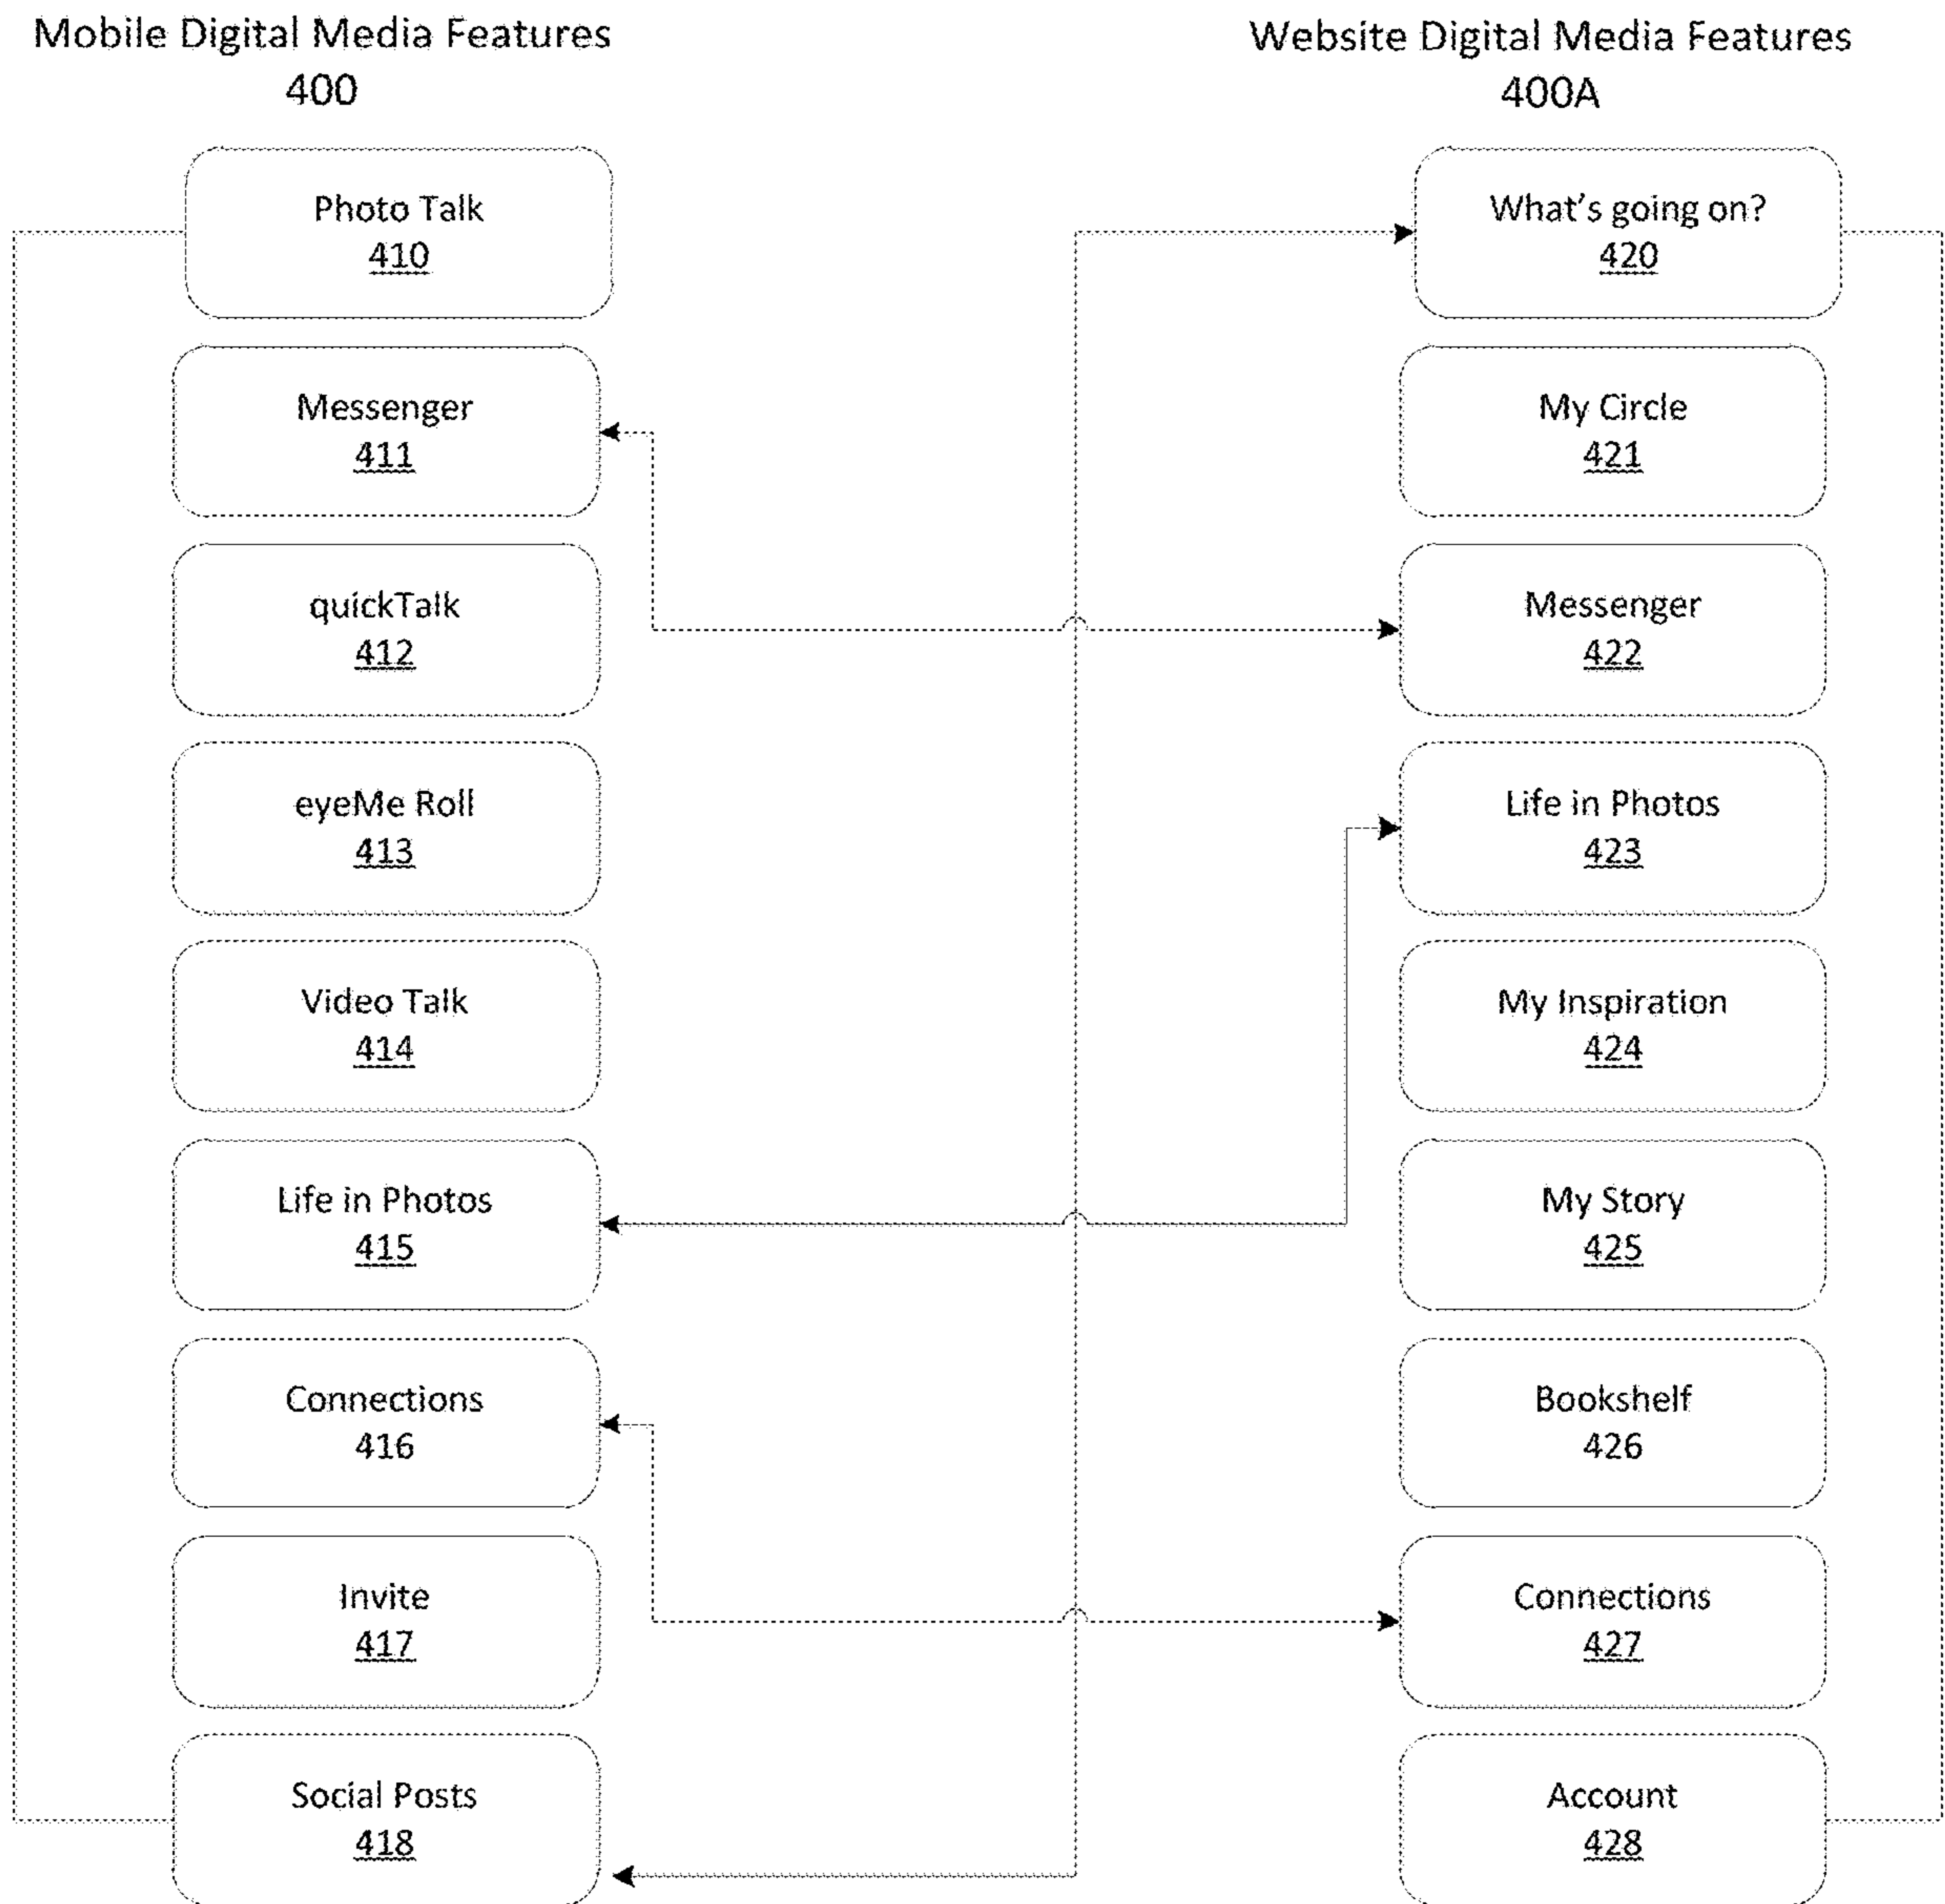 Mobile Digital Media Features
400
Photo Talk
410
Messenger
411
quickTalk
412
eyeMe Roll
413
Video Talk
414
Life in Photos
415
Connections
416
Invite
417
Social Posts
418
Website Digital Media Features
400A
What's going on?
420
My Circle
421
Messenger
422
Life in Photos
423
My Inspiration
424
My Story
425
Bookshelf
426
Connections
427
Account
428